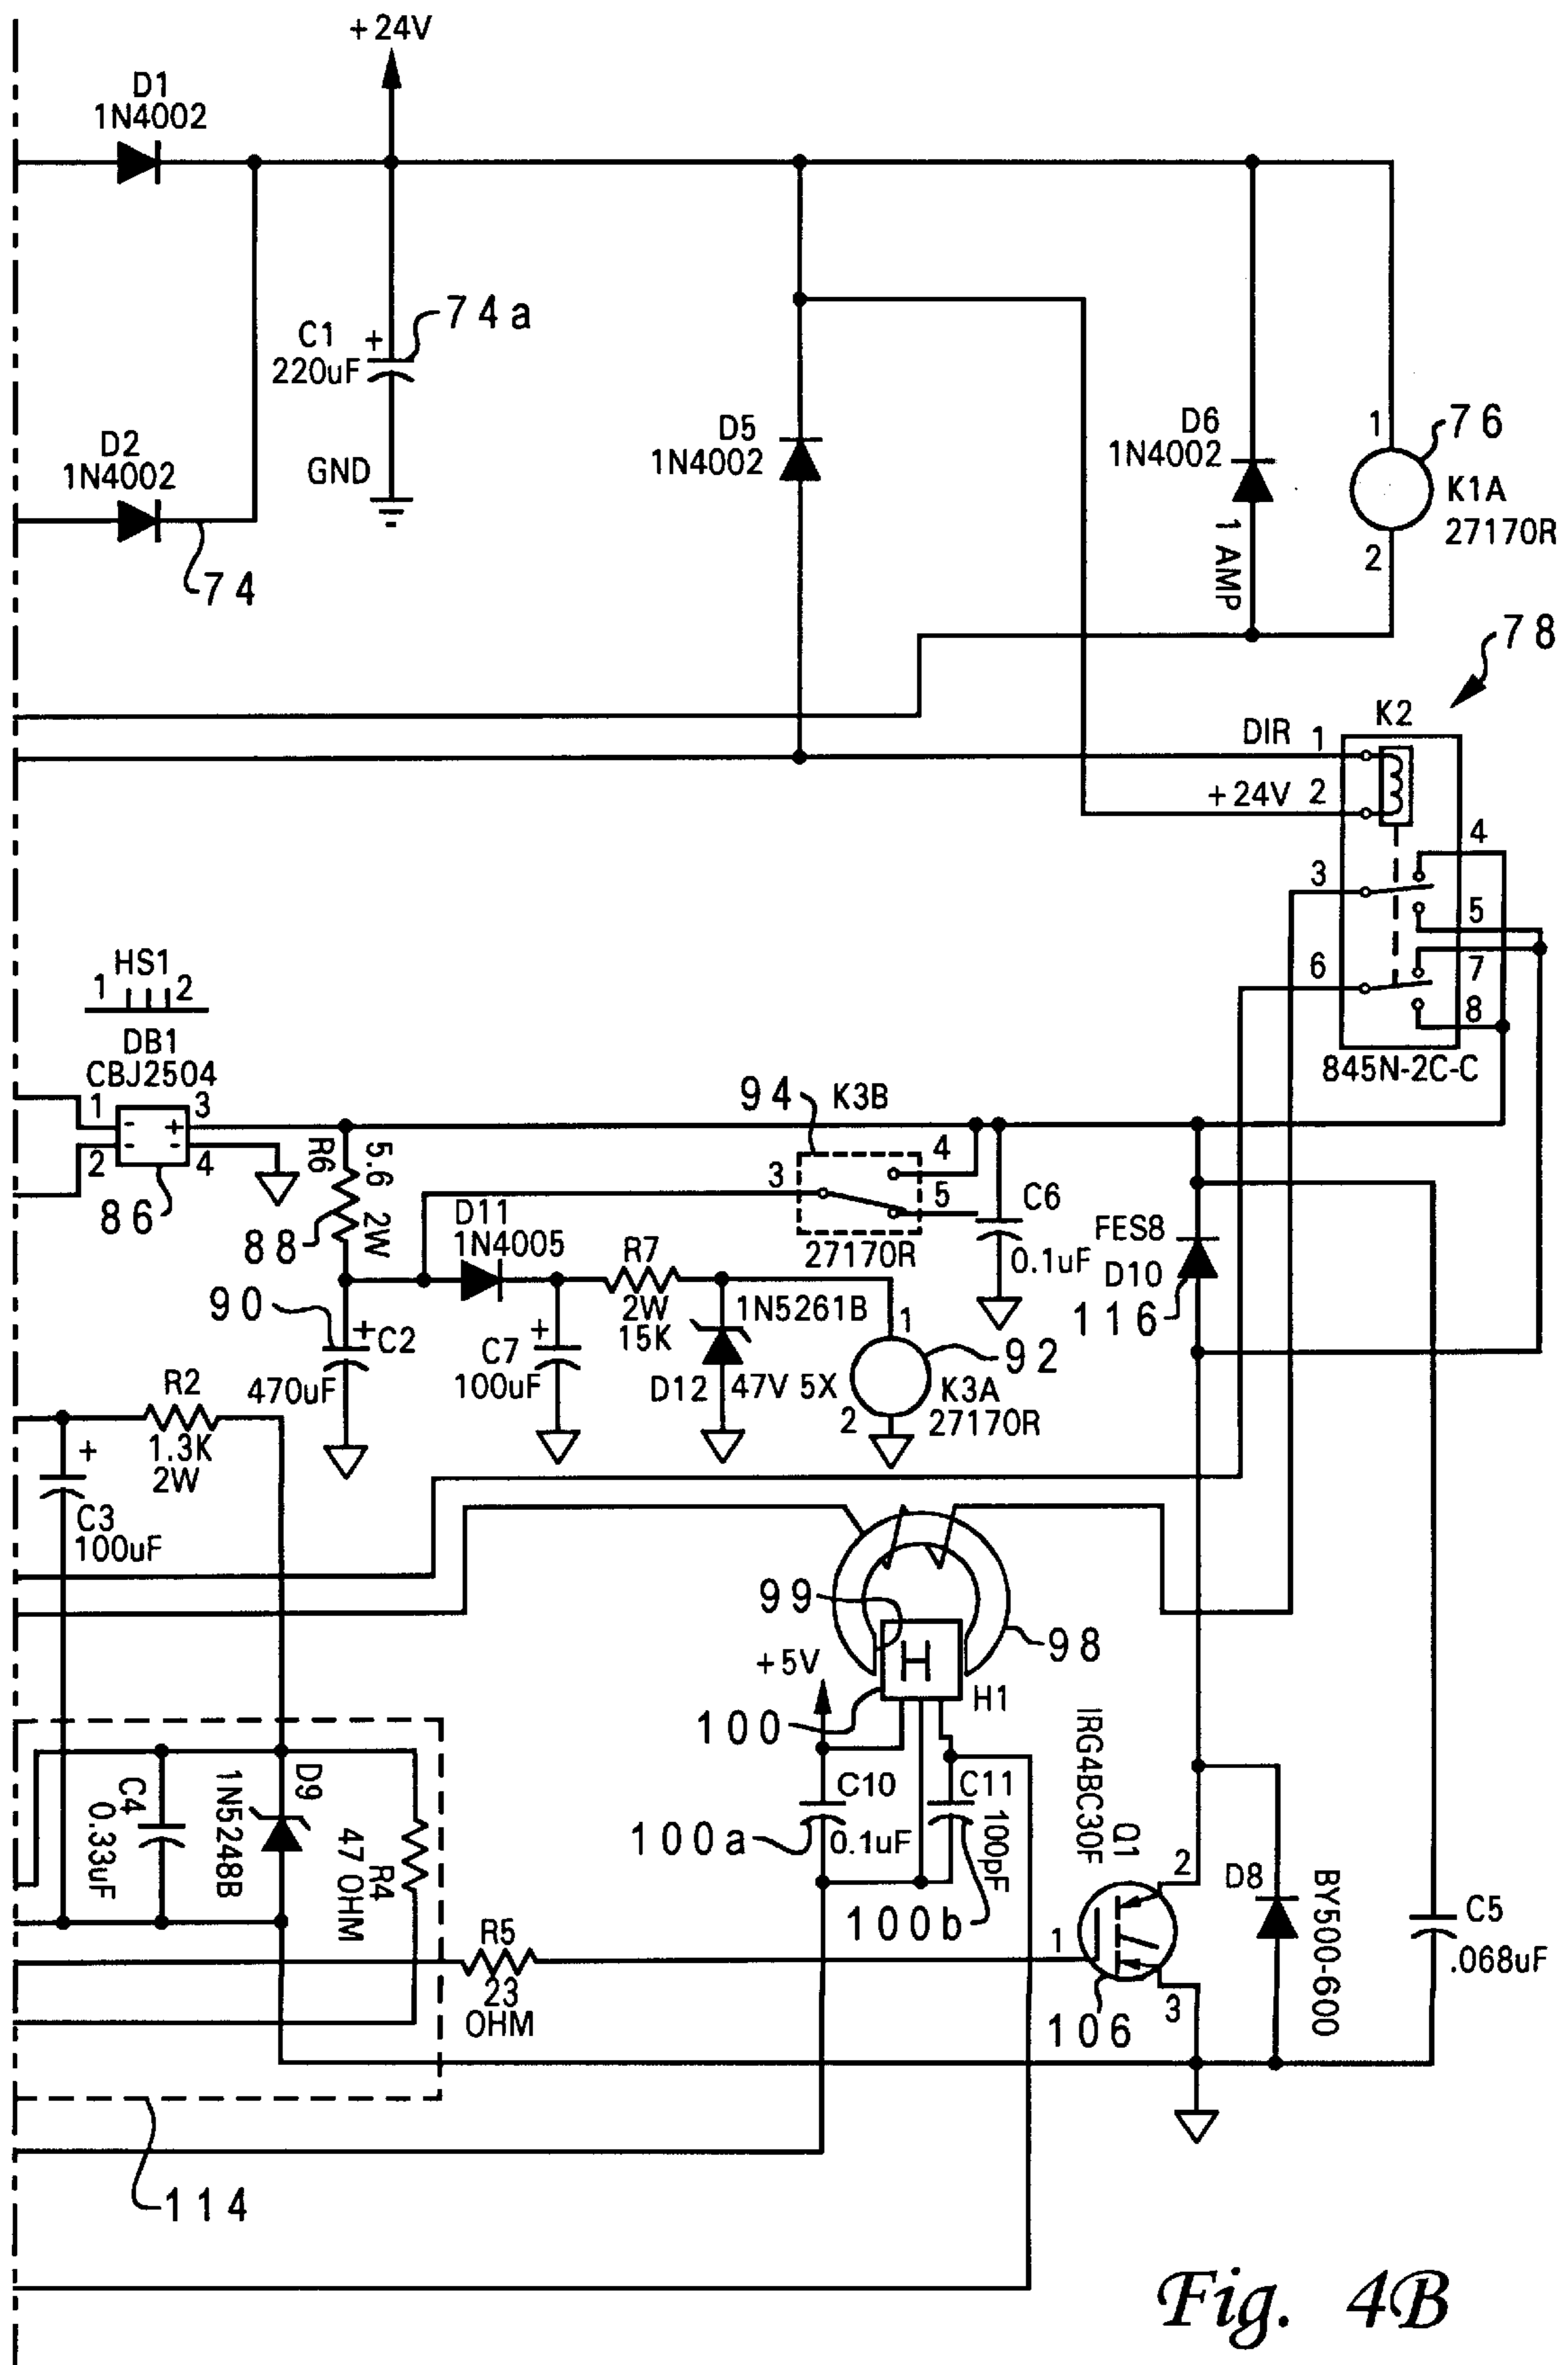 +24V
D1
1N4002
74a
C1
+
220uF
D2
1N4002
GND
74
D5
1N4002
D6
1N4002
1 AMP
1
76
K1A
27170R
2
78
K2
DIR 1
+24V 2
4
3
5
6
7
8
845N-2C-C
HS1
1 2
DB1
CBJ2504
1 - + 3
2 - - 4
86
R6
5.6 2W
88
94 K3B
3
4
5
27170R
C6
0.1uF
FES8
D10
116
D11
1N4005
R7
2W
15K
1N5261B
1
90
+
C2
470uF
+
C7
100uF
D12 47V 5X
92
K3A
27170R
2
R2
1.3K
2W
+
C3
100uF
99
98
+5V
H
H1
100
C4
0.33uF
1N5248B
D9
47 OHM
R4
C10
0.1uF
100a
C11
100pF
100b
IRG4BC30F
Q1
2
1
3
106
D8
BY500-600
C5
.068uF
R5
23
OHM
114
Fig. 4B